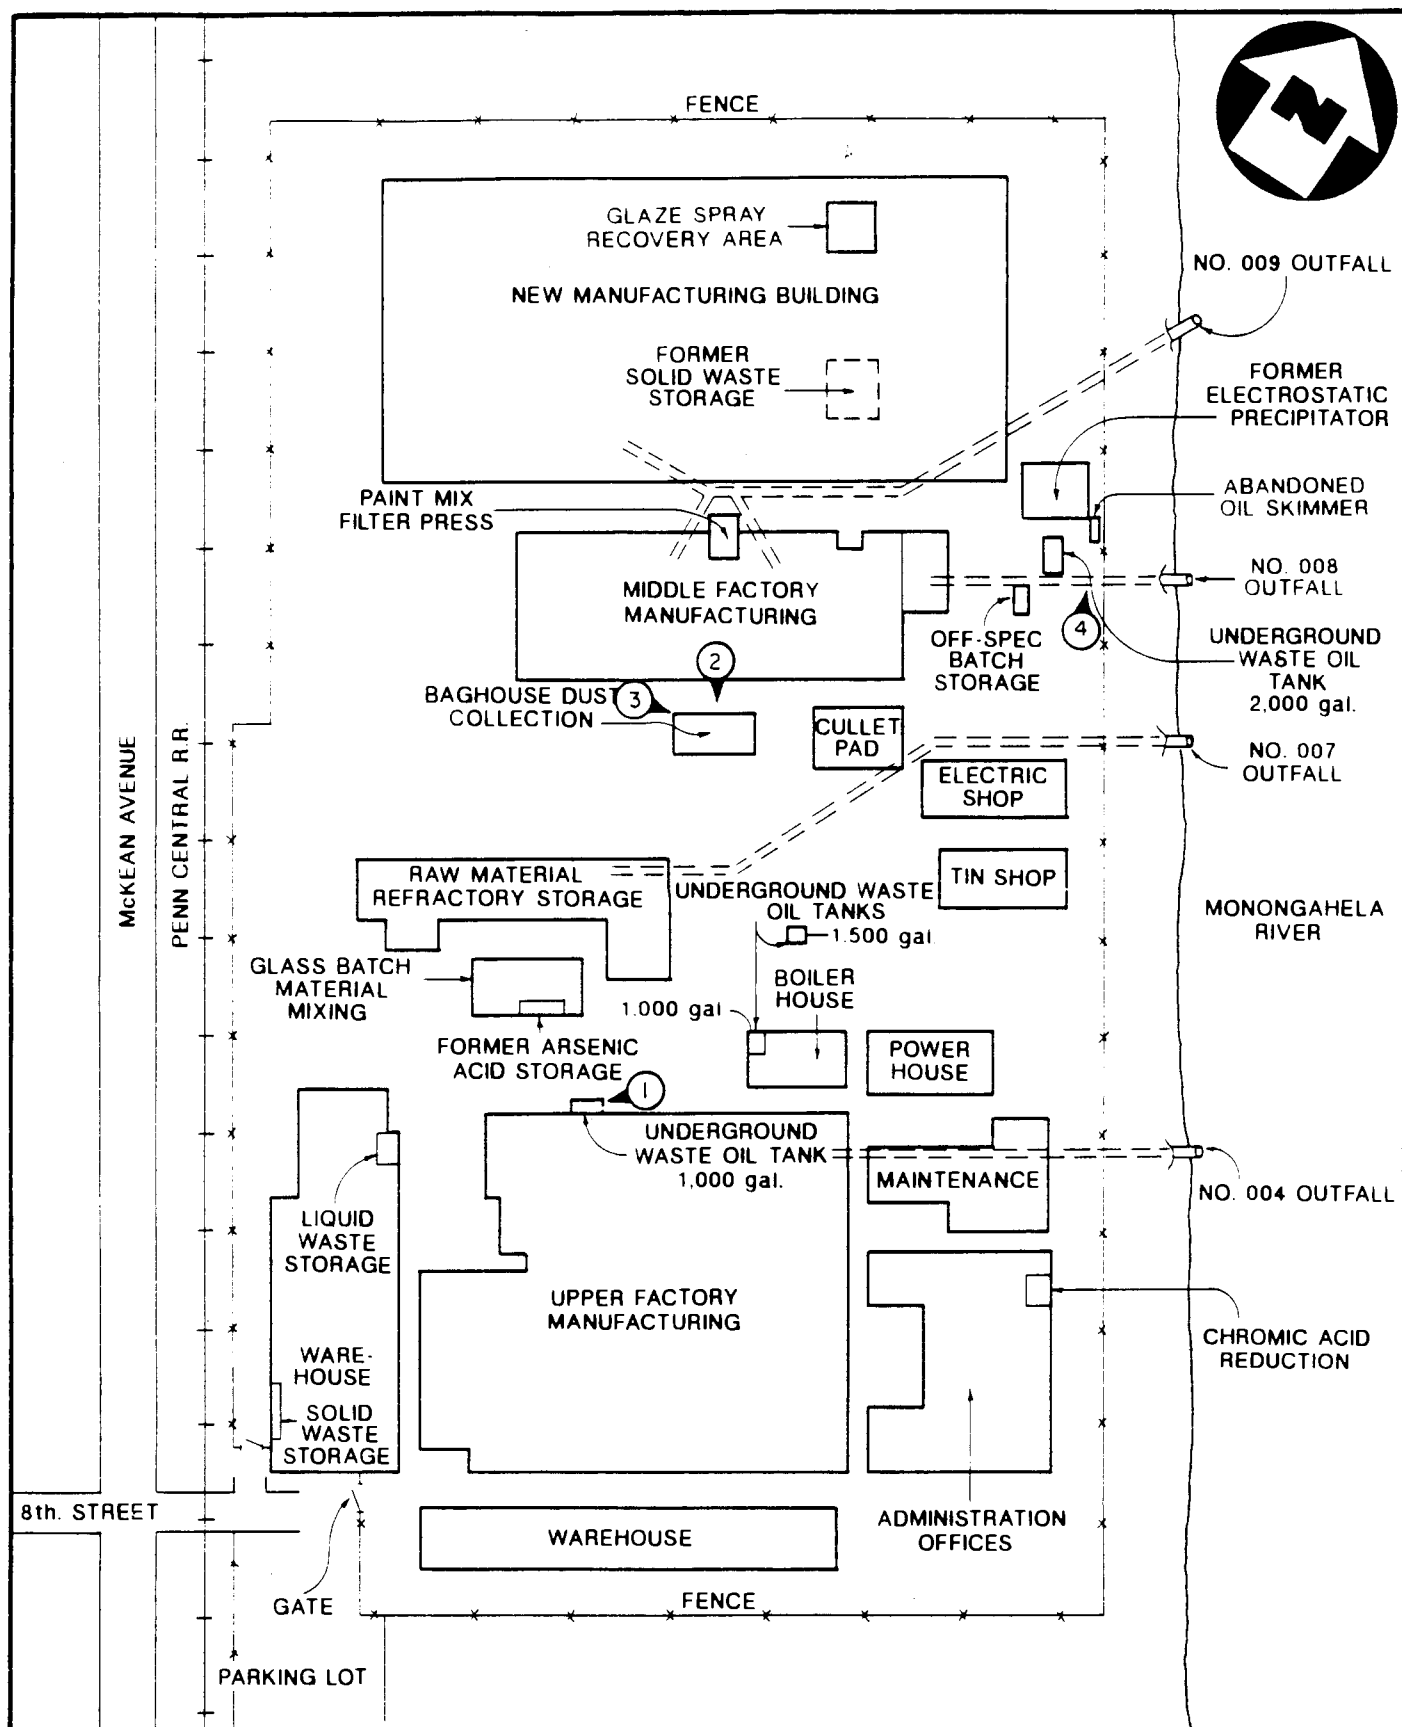 FENCE
N
GLAZE SPRAY
RECOVERY AREA
NEW MANUFACTURING BUILDING
NO. 009 OUTFALL
FORMER
SOLID WASTE
STORAGE
FORMER
ELECTROSTATIC
PRECIPITATOR
PAINT MIX
FILTER PRESS
ABANDONED
OIL SKIMMER
MIDDLE FACTORY
MANUFACTURING
NO. 008
OUTFALL
OFF-SPEC
BATCH
STORAGE
4
UNDERGROUND
WASTE OIL
TANK
2,000 gal.
2
3
BAGHOUSE DUST
COLLECTION
CULLET
PAD
NO. 007
OUTFALL
ELECTRIC
SHOP
McKEAN AVENUE
PENN CENTRAL R.R.
RAW MATERIAL
REFRACTORY STORAGE
TIN SHOP
UNDERGROUND WASTE
OIL TANKS
1.500 gal
MONONGAHELA
RIVER
GLASS BATCH
MATERIAL
MIXING
BOILER
HOUSE
1.000 gal
FORMER ARSENIC
ACID STORAGE
POWER
HOUSE
1
UNDERGROUND
WASTE OIL TANK
1,000 gal.
MAINTENANCE
NO. 004 OUTFALL
LIQUID
WASTE
STORAGE
UPPER FACTORY
MANUFACTURING
CHROMIC ACID
REDUCTION
WARE-
HOUSE
SOLID
WASTE
STORAGE
8th. STREET
WAREHOUSE
ADMINISTRATION
OFFICES
GATE
FENCE
PARKING LOT